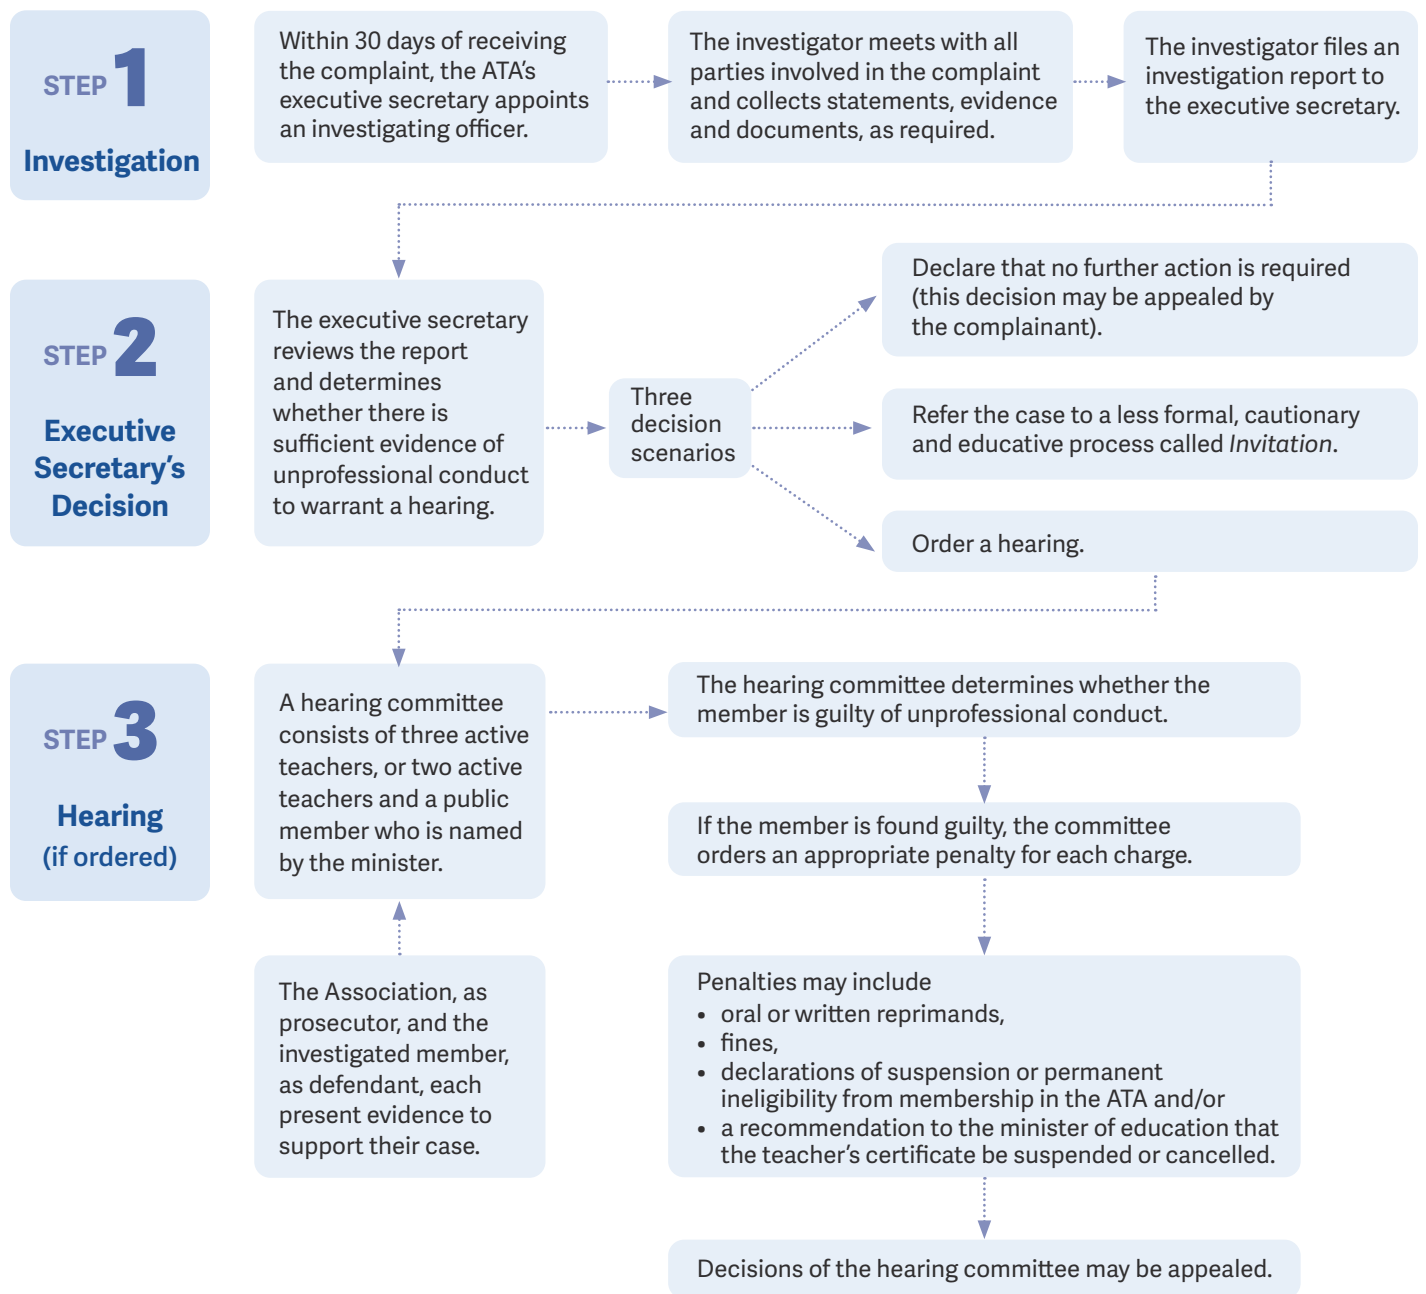 STEP 1
Investigation
Within 30 days of receiving
the complaint, the ATA’s
executive secretary appoints
an investigating officer.
The investigator meets with all
parties involved in the complaint
and collects statements, evidence
and documents, as required.
The investigator files an
investigation report to
the executive secretary.
STEP 2
Executive
Secretary’s
Decision
The executive secretary
reviews the report
and determines
whether there is
sufficient evidence of
unprofessional conduct
to warrant a hearing.
Three
decision
scenarios
Declare that no further action is required
(this decision may be appealed by
the complainant).
Refer the case to a less formal, cautionary
and educative process called Invitation.
Order a hearing.
STEP 3
Hearing
(if ordered)
A hearing committee
consists of three active
teachers, or two active
teachers and a public
member who is named
by the minister.
The Association, as
prosecutor, and the
investigated member,
as defendant, each
present evidence to
support their case.
The hearing committee determines whether the
member is guilty of unprofessional conduct.
If the member is found guilty, the committee
orders an appropriate penalty for each charge.
Penalties may include
• oral or written reprimands,
• fines,
• declarations of suspension or permanent
ineligibility from membership in the ATA and/or
• a recommendation to the minister of education that
the teacher’s certificate be suspended or cancelled.
Decisions of the hearing committee may be appealed.